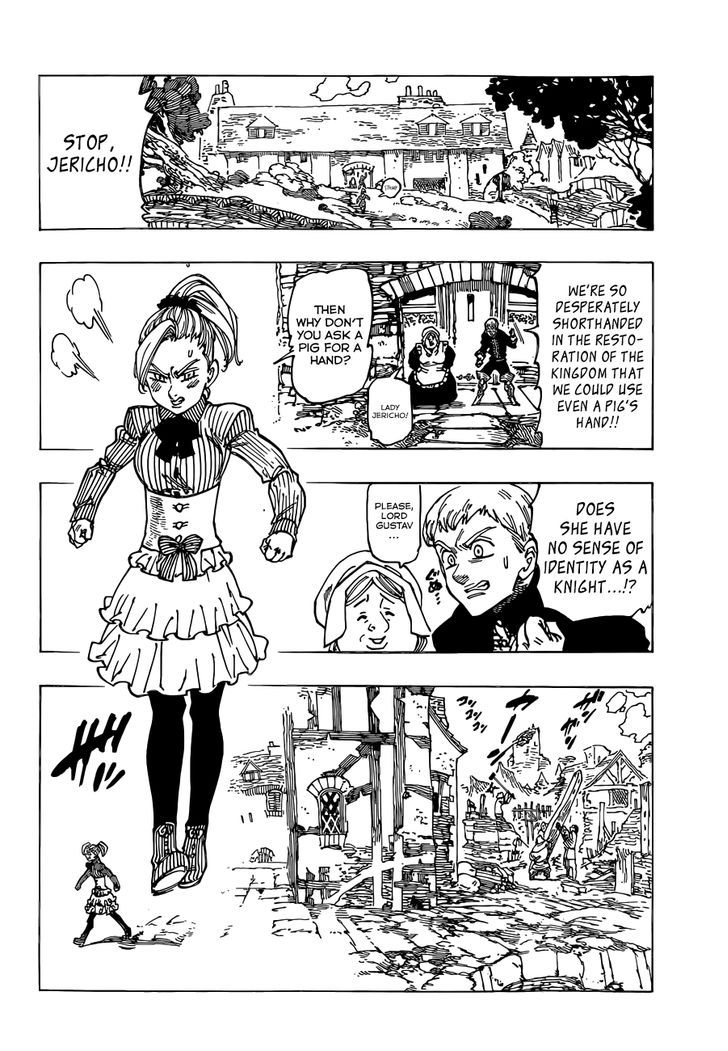 STOP,
JERICHO!!
WE'RE SO
DESPERATELY
SHORTHANDED
IN THE RESTO-
RATION OF THE
KINGDOM THAT
WE COULD USE
EVEN A PIG'S
HAND!!
THEN
WHY DON'T
YOU ASK A
PIG FOR A
HAND?
LADY
JERICHO!
DOES
SHE HAVE
NO SENSE OF
IDENTITY AS A
KNIGHT...!?
PLEASE,
LORD
GUSTAV
...